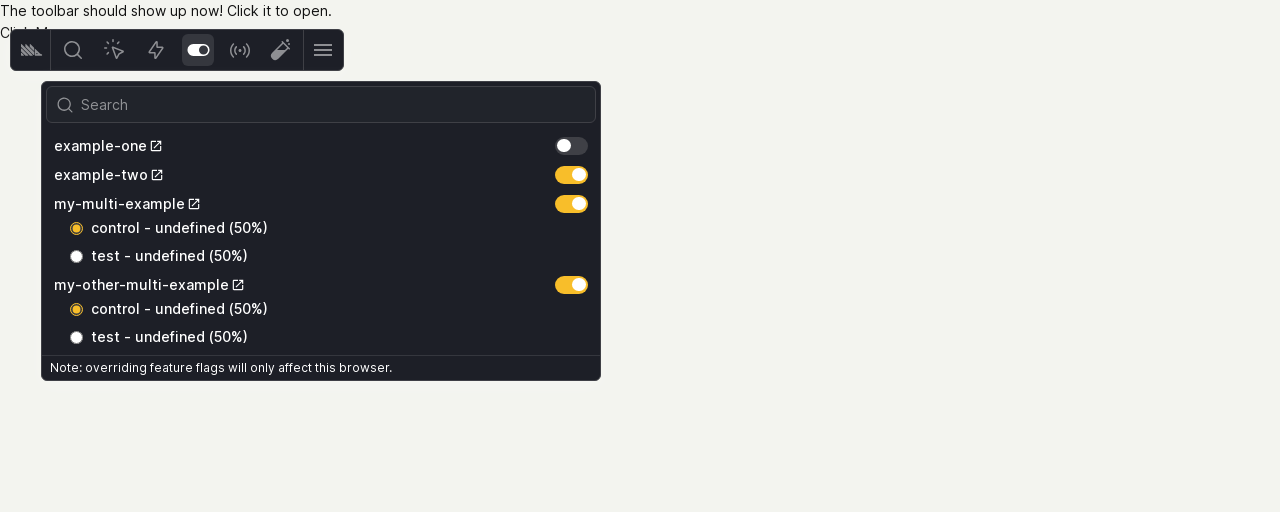 The toolbar should show up now! Click it to open.
Search
example-one
example-two
my-multi-example
control - undefined (50%)
test - undefined (50%)
my-other-multi-example
control - undefined (50%)
test - undefined (50%)
Note: overriding feature flags will only affect this browser.